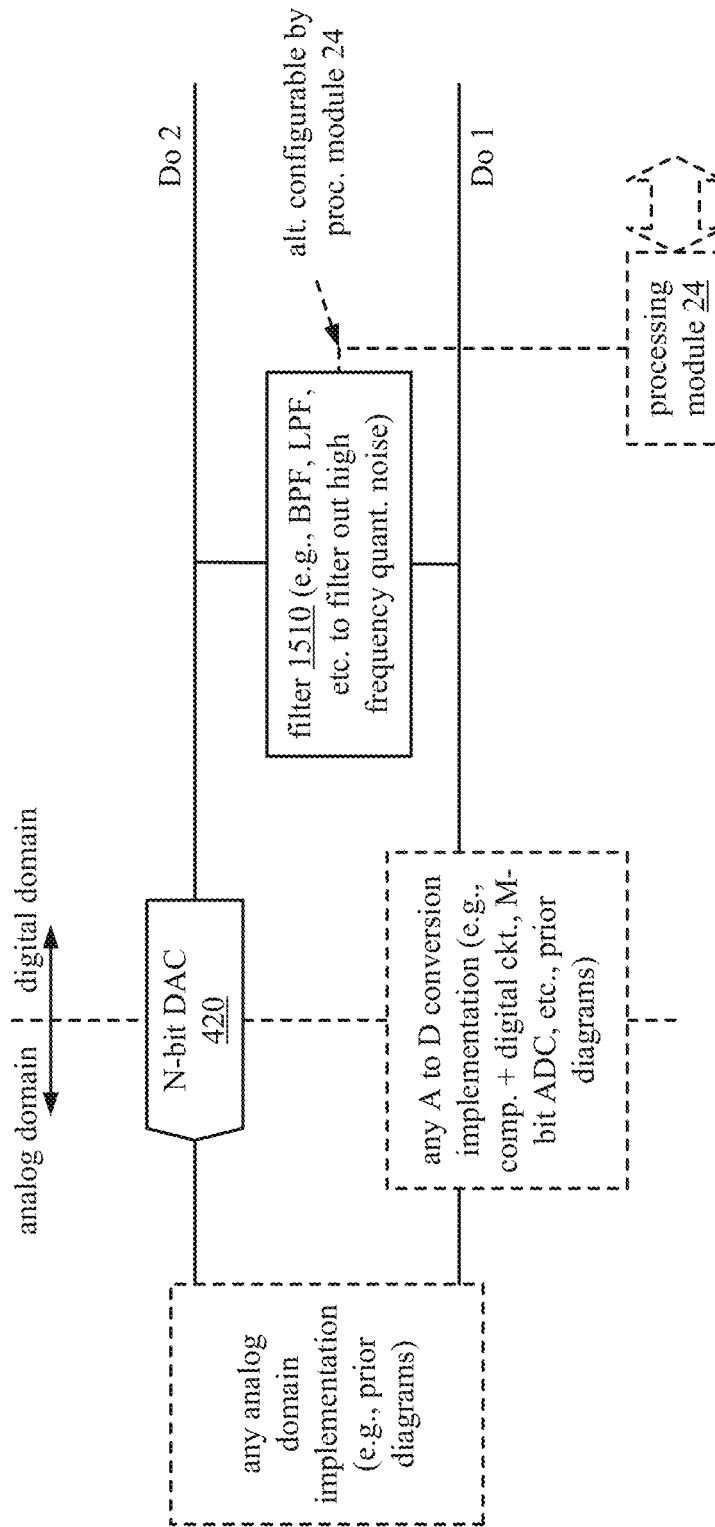 analog domain
digital domain
Do 2
N-bit DAC
420
any analog
domain
implementation
(e.g., prior
diagrams)
filter 1510 (e.g., BPF, LPF,
etc. to filter out high
frequency quant. noise)
alt. configurable by
proc. module 24
Do 1
any A to D conversion
implementation (e.g.,
comp. + digital ckt., M-
bit ADC, etc., prior
diagrams)
processing
module 24